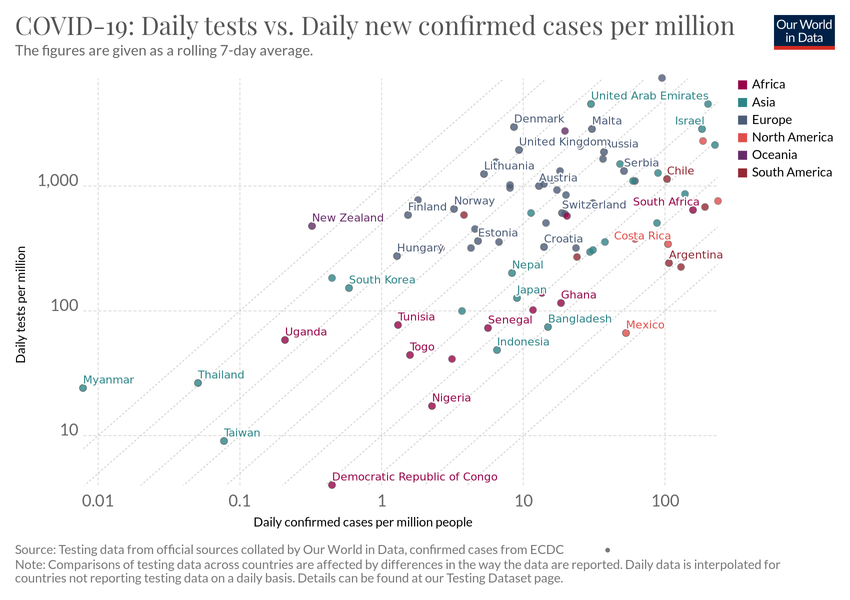 COVID-19: Daily tests vs. Daily new confirmed cases per million
The figures are given as a rolling 7-day average.
Our World
in Data
Africa
Asia
Europe
North America
Oceania
South America
United Arab Emirates
Denmark
Malta
Israel
United Kingdom
Russia
Lithuania
Serbia
Chile
Austria
1,000
Finland
Norway
Switzerland
South Africa
New Zealand
Estonia
Costa Rica
Hungary
Croatia
Argentina
Nepal
South Korea
Japan
Ghana
100
Tunisia
Senegal
Bangladesh
Mexico
Uganda
Togo
Indonesia
Myanmar
Thailand
Nigeria
10
Taiwan
Democratic Republic of Congo
Daily tests per million
0.01
0.1
1
10
100
Daily confirmed cases per million people
Source: Testing data from official sources collated by Our World in Data, confirmed cases from ECDC
Note: Comparisons of testing data across countries are affected by differences in the way the data are reported. Daily data is interpolated for
countries not reporting testing data on a daily basis. Details can be found at our Testing Dataset page.